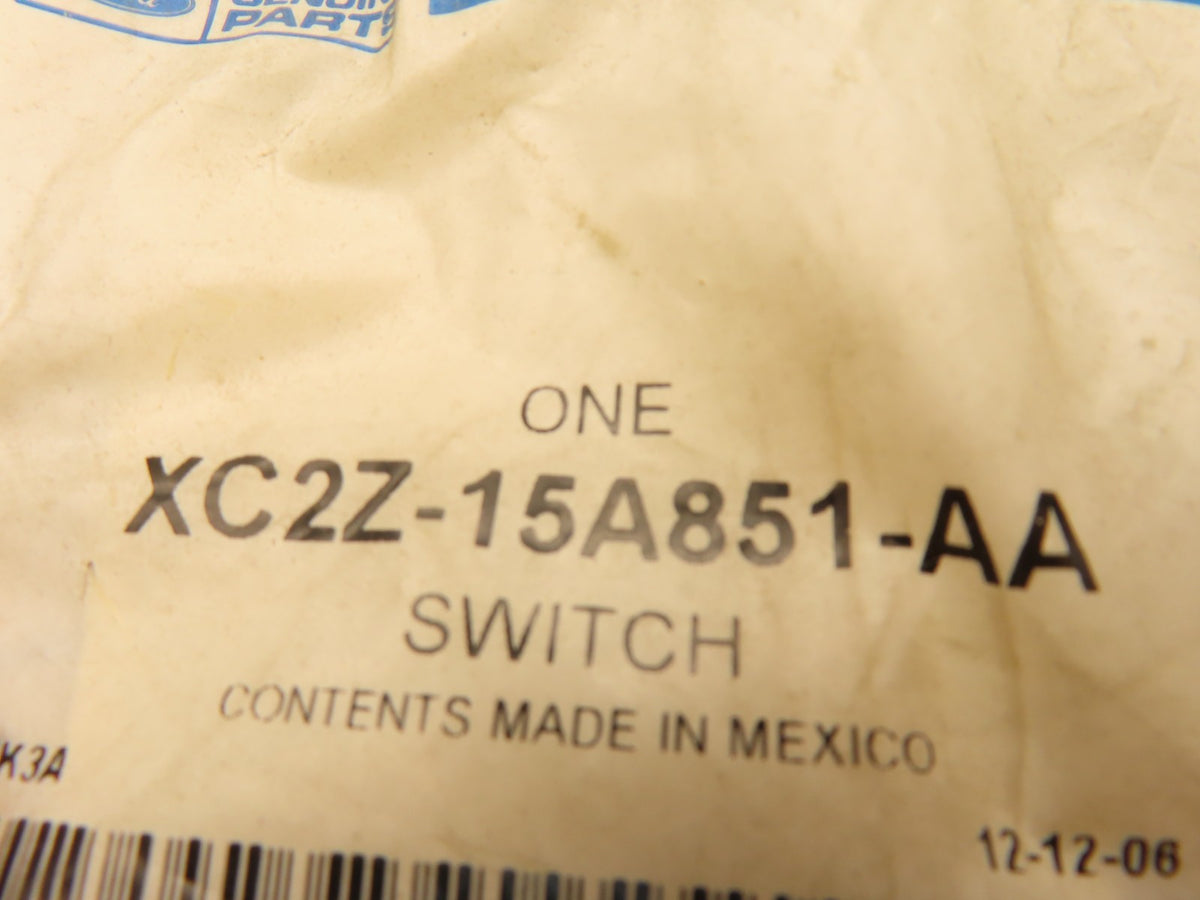 PARTS
ONE
XC2Z-15A851-AA
SWITCH
CONTENTS MADE IN MEXICO
K3A
12-12-06